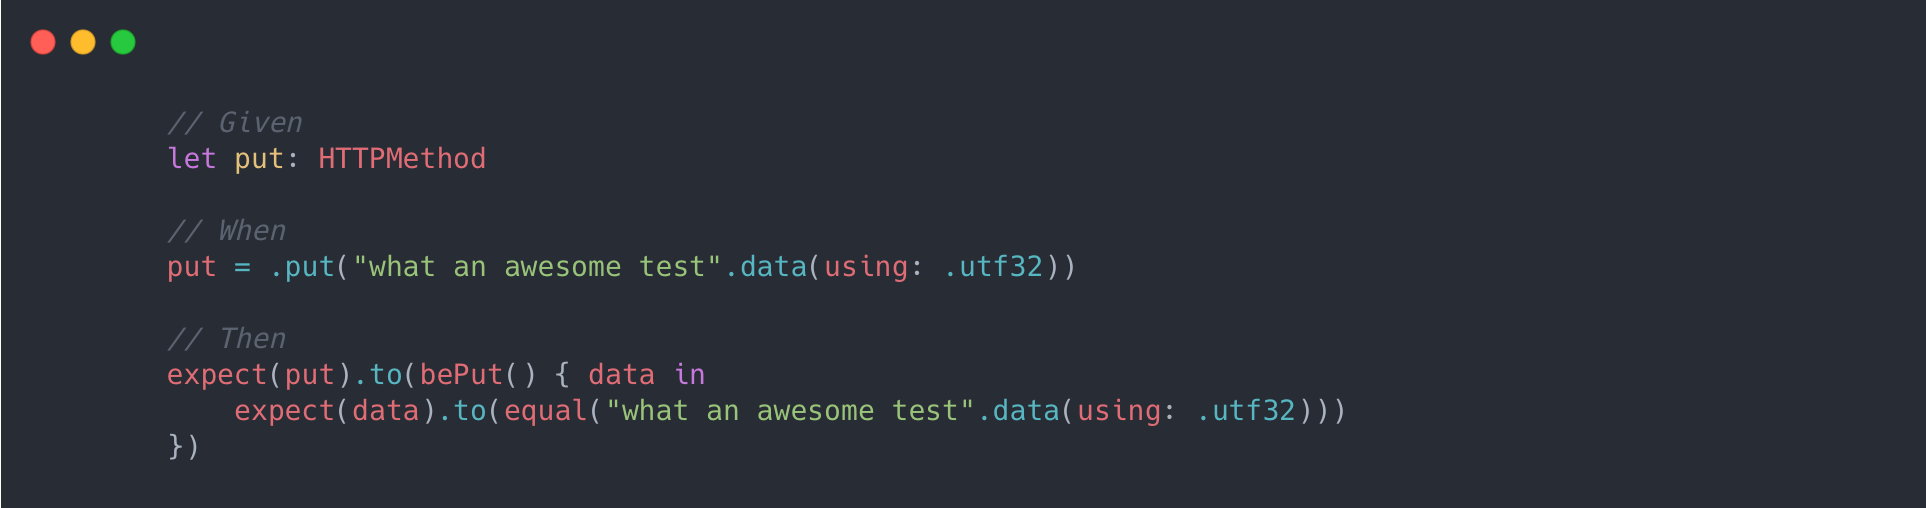 // Given
let put: HTTPMethod
// When
put = .put("what an awesome test".data(using: .utf32))
// Then
expect(put).to(bePut() { data in
    expect(data).to(equal("what an awesome test".data(using: .utf32)))
})